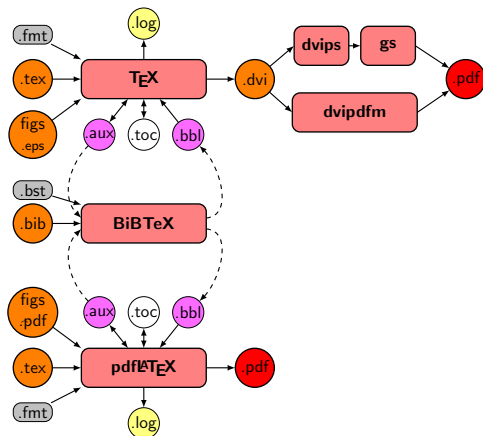 .log
.fmt
dvips
gs
.tex
TEX
.dvi
.pdf
dvipdfm
figs
.eps
.aux
.toc
.bbl
.bst
.bib
BiBTeX
figs
.pdf
.aux
.toc
.bbl
.tex
pdfLATEX
.pdf
.fmt
.log